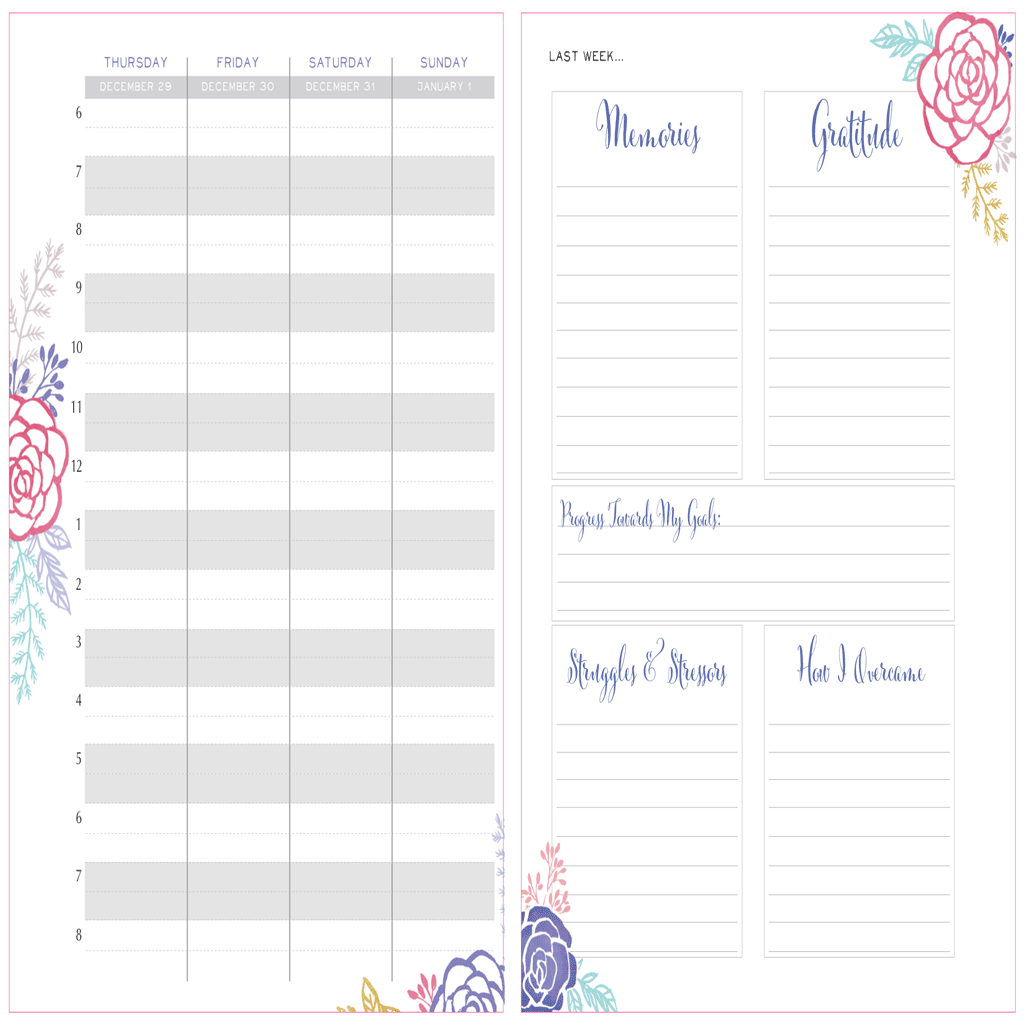 THURSDAY FRIDAY SATURDAY SUNDAY
DECEMBER 29 DECEMBER 30 DECEMBER 31 JANUARY 1
6
7
8
9
10
11
12
1
2
3
4
5
6
7
8
LAST WEEK...
Memories
Gratitude
Progress Towards My Goals:
Struggles & Stressors
How I Overcame